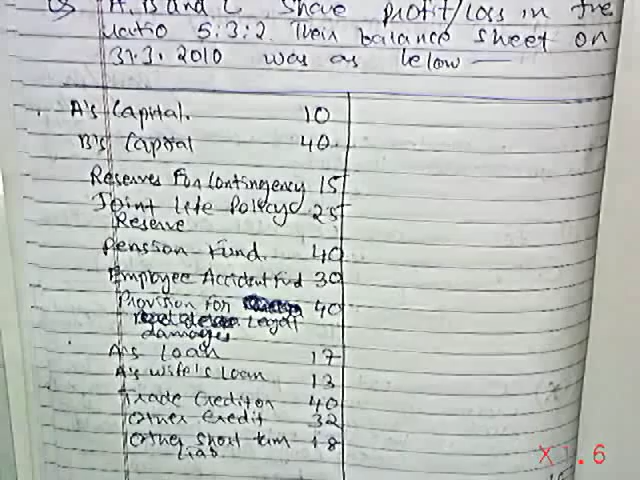 A, B and C share profit/loss in the
ratio 5:3:2. Their balance sheet on
31.3.2010 was as below —
A's Capital. 10
B's Capital 40
Reserves For Contingency 15
Joint Life Policy 25
Reserve
Pension Fund. 40
Employee Accident Fund 30
Provision For 40
Legal
damages
A's Loan 17
A's wife's Loan 13
Trade Creditor 40
Other Credit 32
Other Short term 18
Liab
X1.6